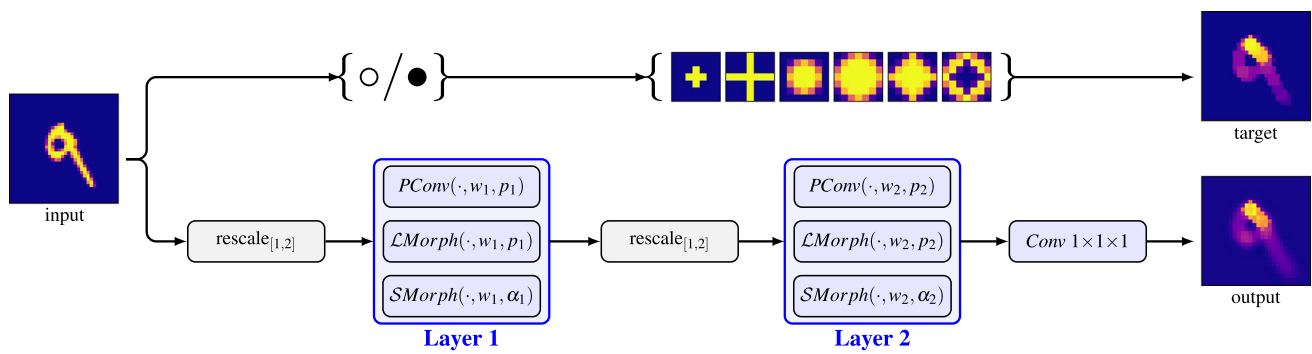 target
input
rescale[1,2]
PConv(·, w₁, p₁)
ℒMorph(·, w₁, p₁)
𝒮Morph(·, w₁, α₁)
Layer 1
rescale[1,2]
PConv(·, w₂, p₂)
ℒMorph(·, w₂, p₂)
𝒮Morph(·, w₂, α₂)
Layer 2
Conv 1×1×1
output